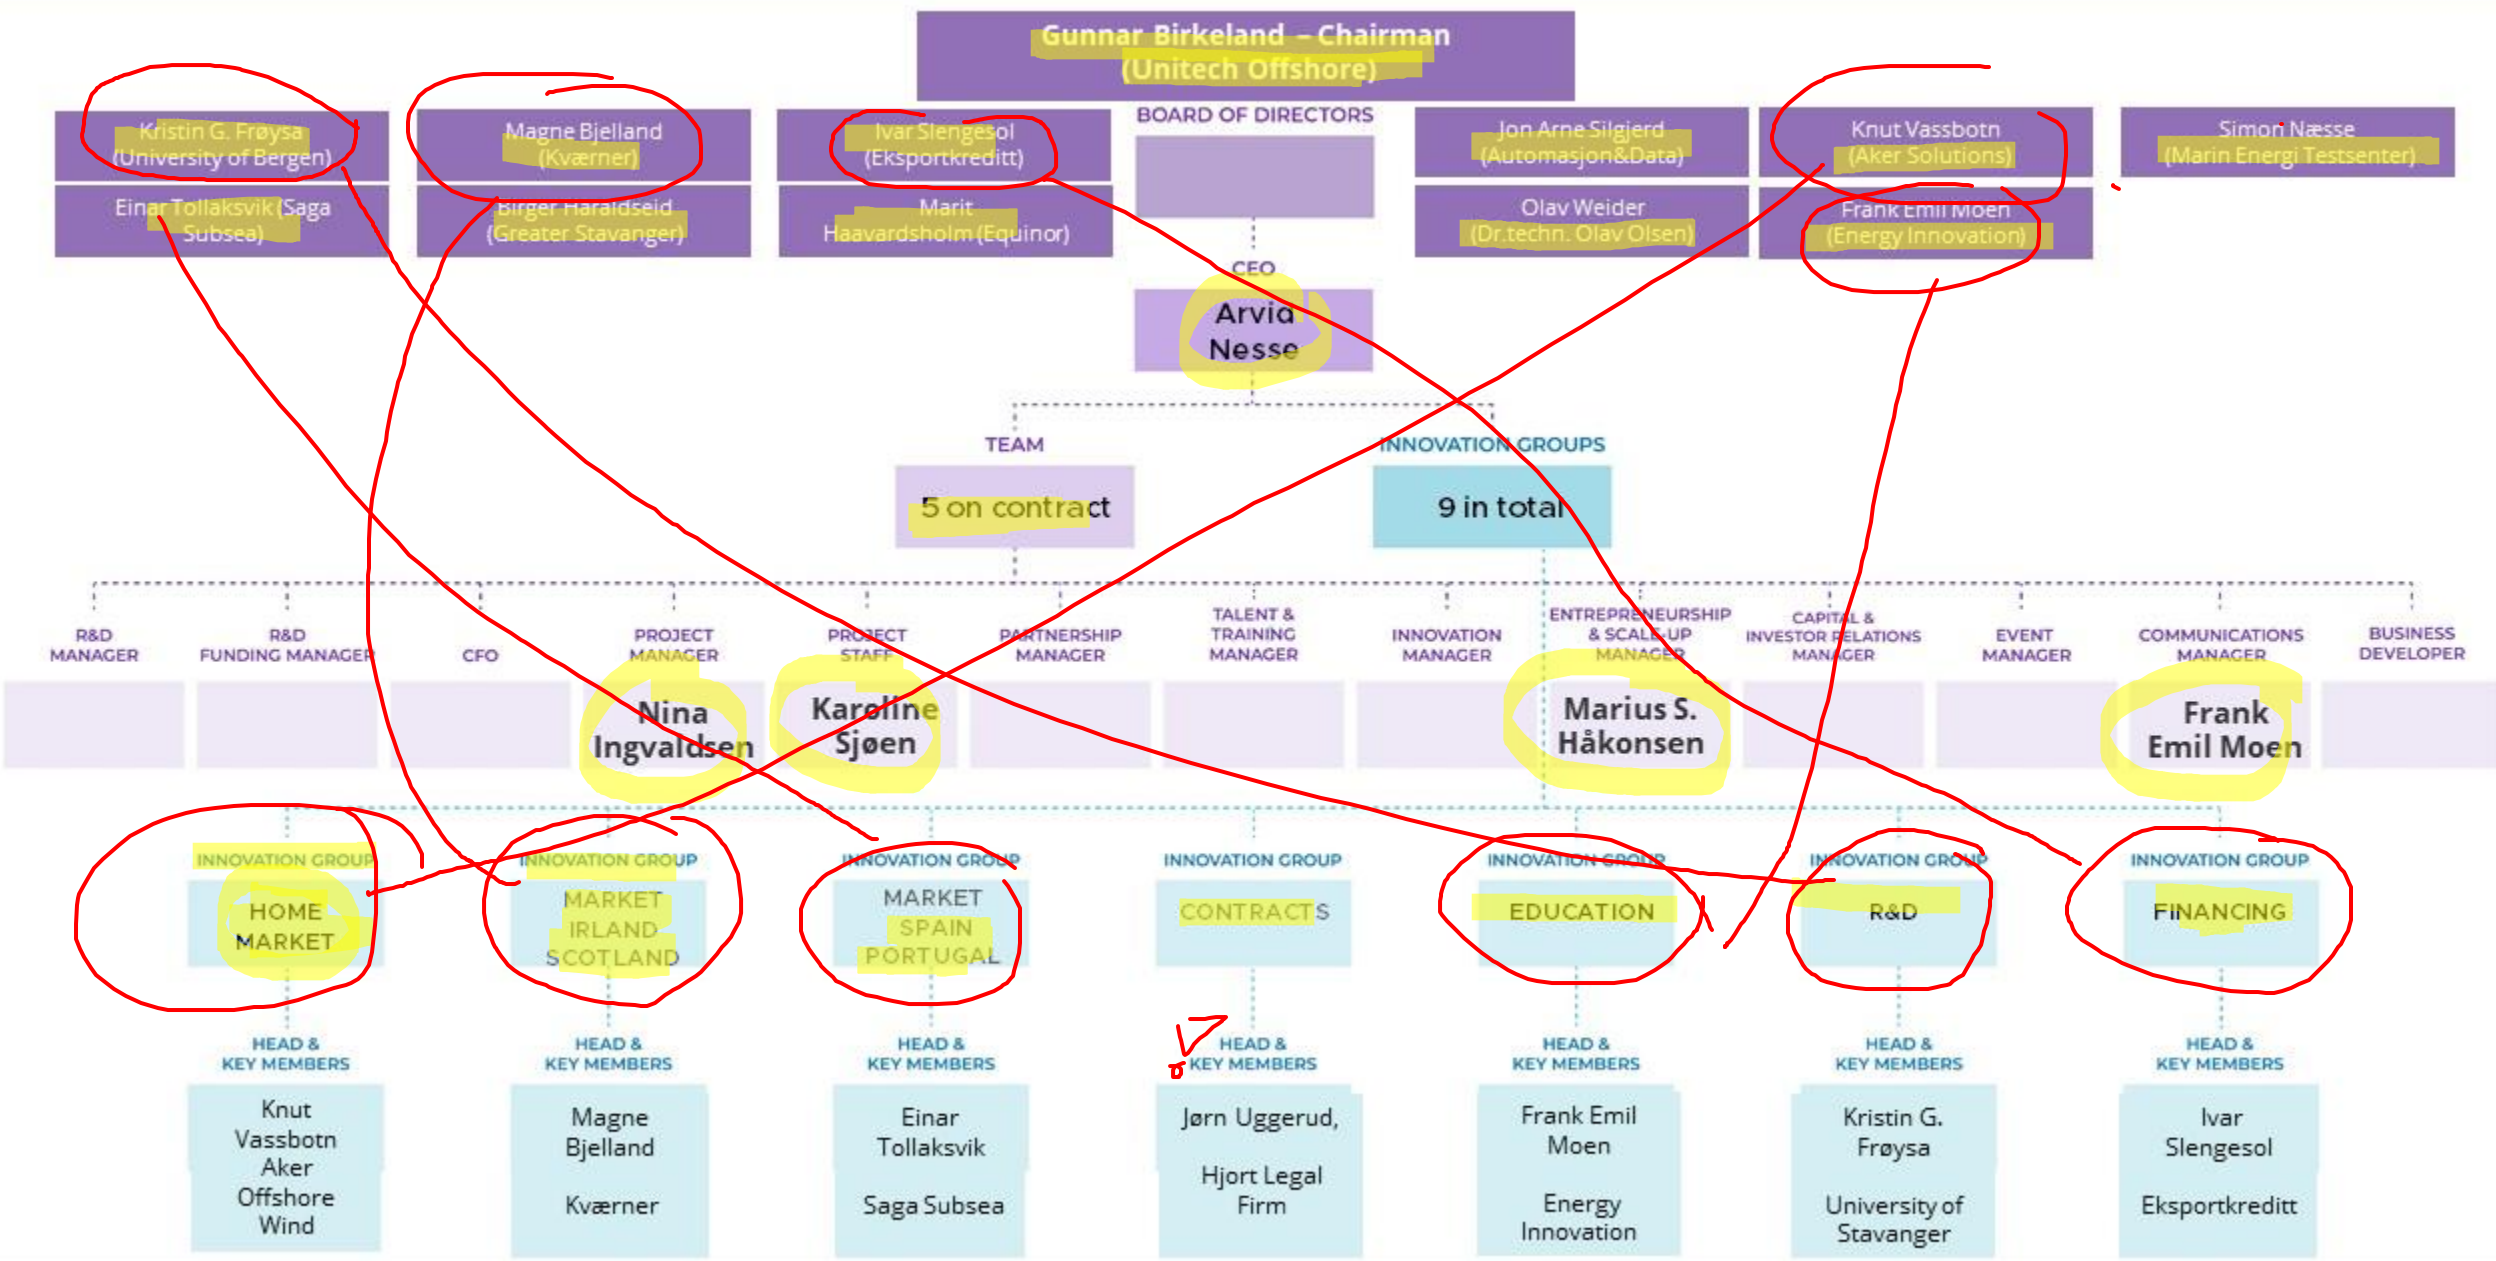 Gunnar Birkeland – Chairman
(Unitech Offshore)
BOARD OF DIRECTORS
Kristin G. Frøysa
(University of Bergen)
Magne Bjelland
(Kværner)
Ivar Slengesol
(Eksportkreditt)
Jon Arne Silgjerd
(Automasjon&Data)
Knut Vassbotn
(Aker Solutions)
Simon Næsse
(Marin Energi Testsenter)
Einar Tollaksvik (Saga
Subsea)
Birger Haraldseid
(Greater Stavanger)
Marit
Haavardsholm (Equinor)
Olav Weider
(Dr.techn. Olav Olsen)
Frank Emil Moen
(Energy Innovation)
CEO
Arvid
Nesse
TEAM
5 on contract
INNOVATION GROUPS
9 in total
R&D
MANAGER
R&D
FUNDING MANAGER
CFO
PROJECT
MANAGER
Nina
Ingvaldsen
PROJECT
STAFF
Karøline
Sjøen
PARTNERSHIP
MANAGER
TALENT &
TRAINING
MANAGER
INNOVATION
MANAGER
ENTREPRENEURSHIP
& SCALE-UP
MANAGER
Marius S.
Håkonsen
CAPITAL &
INVESTOR RELATIONS
MANAGER
EVENT
MANAGER
COMMUNICATIONS
MANAGER
Frank
Emil Moen
BUSINESS
DEVELOPER
INNOVATION GROUP
HOME
MARKET
HEAD &
KEY MEMBERS
Knut
Vassbotn
Aker
Offshore
Wind
INNOVATION GROUP
MARKET
IRLAND
SCOTLAND
HEAD &
KEY MEMBERS
Magne
Bjelland
Kværner
INNOVATION GROUP
MARKET
SPAIN
PORTUGAL
HEAD &
KEY MEMBERS
Einar
Tollaksvik
Saga Subsea
INNOVATION GROUP
CONTRACTS
HEAD &
KEY MEMBERS
Jørn Uggerud,
Hjort Legal
Firm
INNOVATION GROUP
EDUCATION
HEAD &
KEY MEMBERS
Frank Emil
Moen
Energy
Innovation
INNOVATION GROUP
R&D
HEAD &
KEY MEMBERS
Kristin G.
Frøysa
University of
Stavanger
INNOVATION GROUP
FINANCING
HEAD &
KEY MEMBERS
Ivar
Slengesol
Eksportkreditt